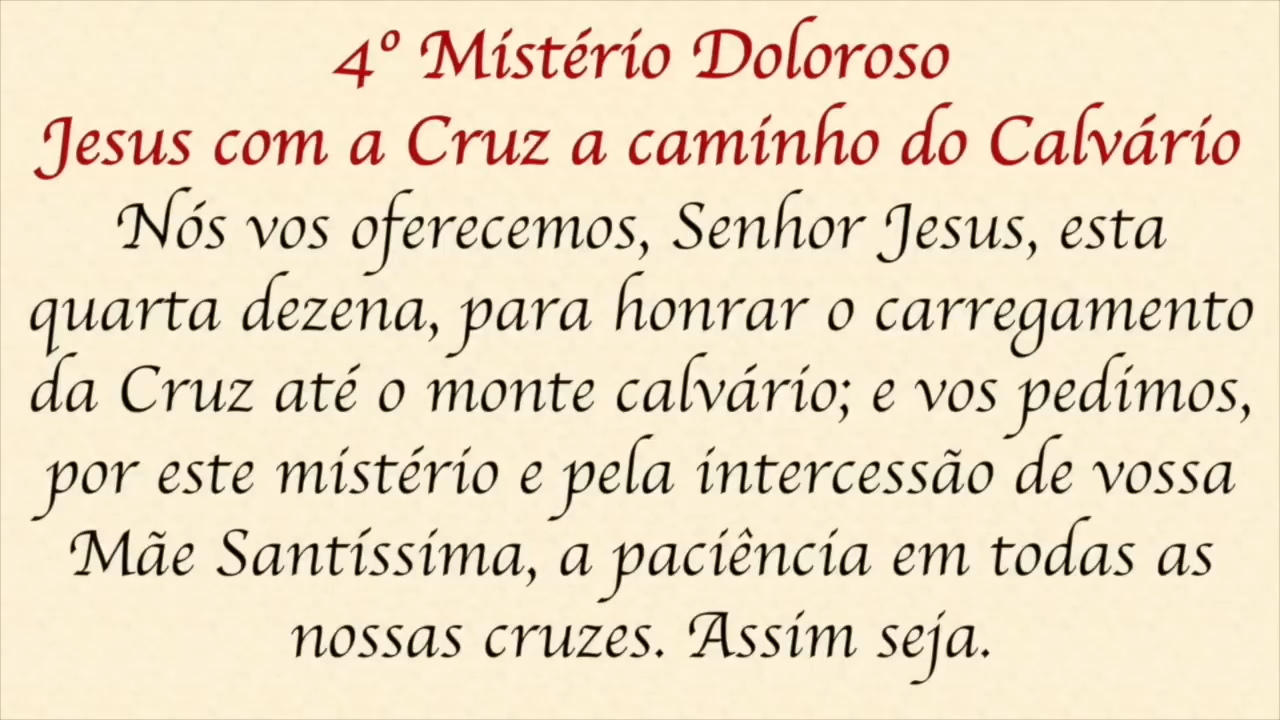 4º Mistério Doloroso
Jesus com a Cruz a caminho do Calvário
Nós vos oferecemos, Senhor Jesus, esta
quarta dezena, para honrar o carregamento
da Cruz até o monte calvário; e vos pedimos,
por este mistério e pela intercessão de vossa
Mãe Santíssima, a paciência em todas as
nossas cruzes. Assim seja.